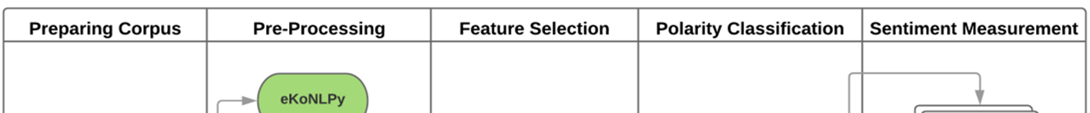 Preparing Corpus
Pre-Processing
Feature Selection
Polarity Classification
Sentiment Measurement
eKoNLPy